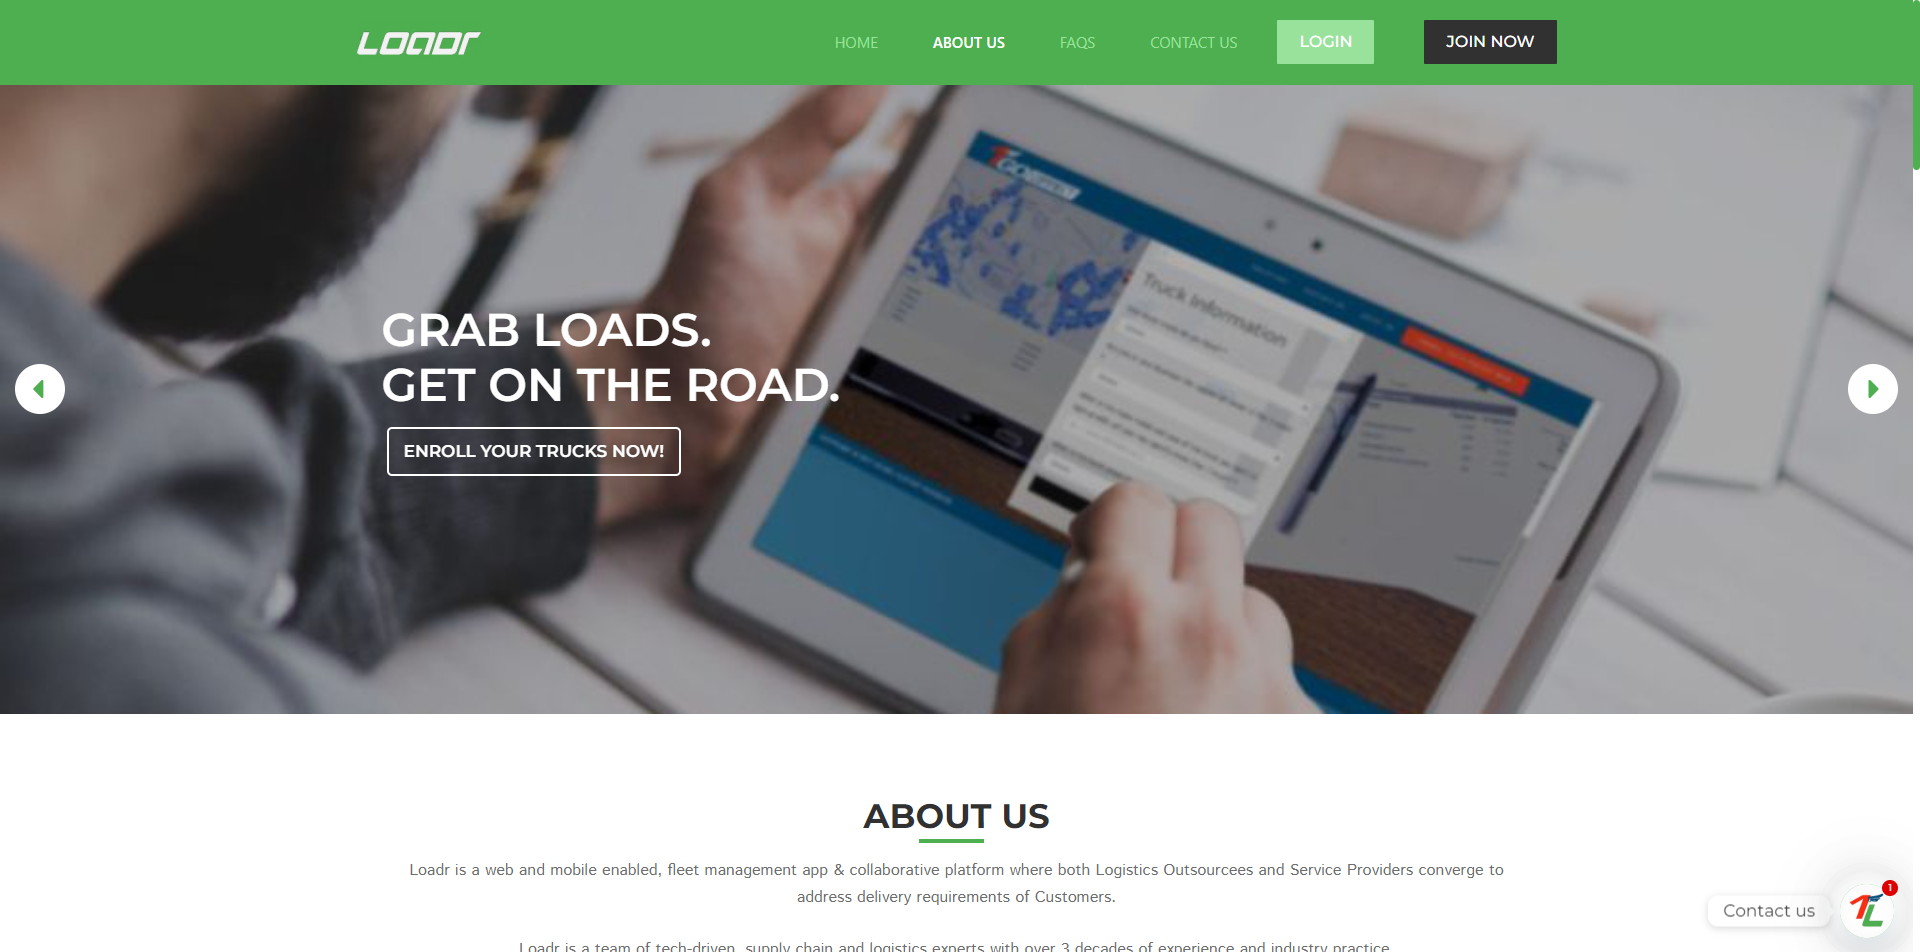 LOADR
HOME
ABOUT US
FAQS
CONTACT US
LOGIN
JOIN NOW
Truck Information
GRAB LOADS.
GET ON THE ROAD.
ENROLL YOUR TRUCKS NOW!
ABOUT US
Loadr is a web and mobile enabled, fleet management app & collaborative platform where both Logistics Outsourcees and Service Providers converge to
address delivery requirements of Customers.
Loadr is a team of tech-driven, supply chain and logistics experts with over 3 decades of experience and industry practice
Contact us
1
TL